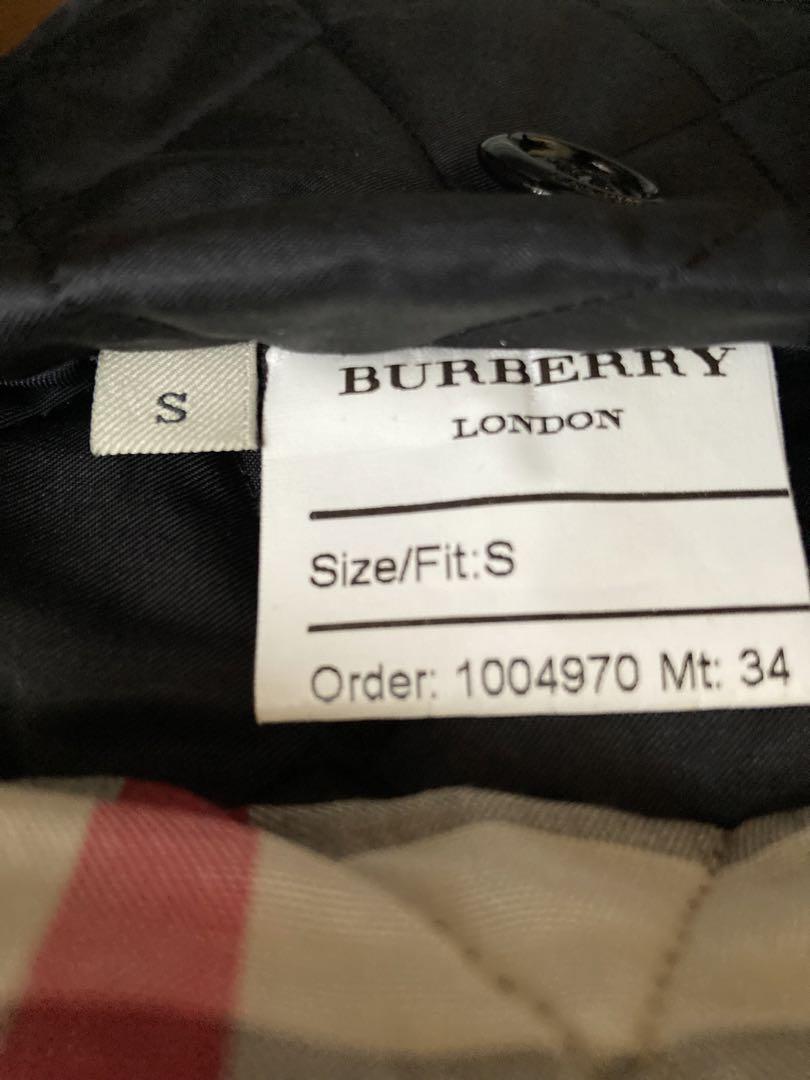 S
BURBERRY
LONDON
Size/Fit:S
Order: 1004970 Mt: 34